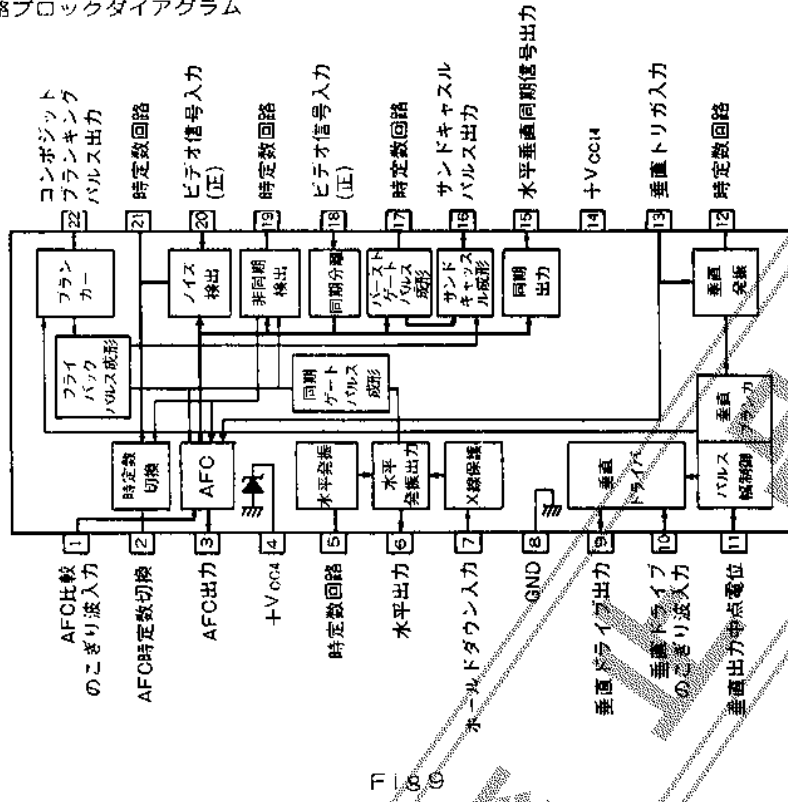 路ブロックダイアグラム
コンポジット
ブランキング
パルス出力
時定数回路
ビデオ信号入力
(正)
時定数回路
ビデオ信号入力
(正)
時定数回路
サンドキャスル
パルス出力
水平垂直同期信号出力
+VCC14
垂直トリガ入力
時定数回路
22
21
20
19
18
17
16
15
14
13
12
ブラン
カー
ノイズ
検出
非同期
検出
同期分離
バースト
ゲート
パルス
成形
サンド
キャッス
ル成形
同期
出力
垂直
発振
フライ
バック
パルス成形
同期
ゲート
パルス
成形
垂直
ブランカ
時定数
切換
AFC
水平発振
水平
発振出力
X線保護
垂直
ドライバ
パルス
幅制御
1
2
3
4
5
6
7
8
9
10
11
AFC比較
のこぎり波入力
AFC時定数切換
AFC出力
+VCC4
時定数回路
水平出力
ホールドダウン入力
GND
垂直ドライブ出力
垂直ドライブ
のこぎり波入力
垂直出力中点電位